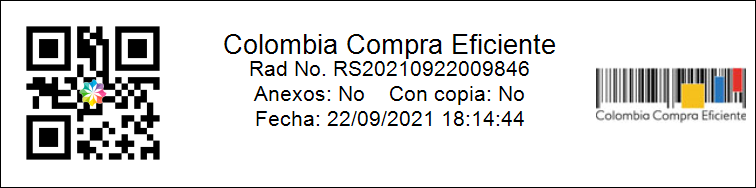 Colombia Compra Eficiente
Rad No. RS20210922009846
Anexos: No    Con copia: No
Fecha: 22/09/2021 18:14:44
Colombia Compra Eficiente